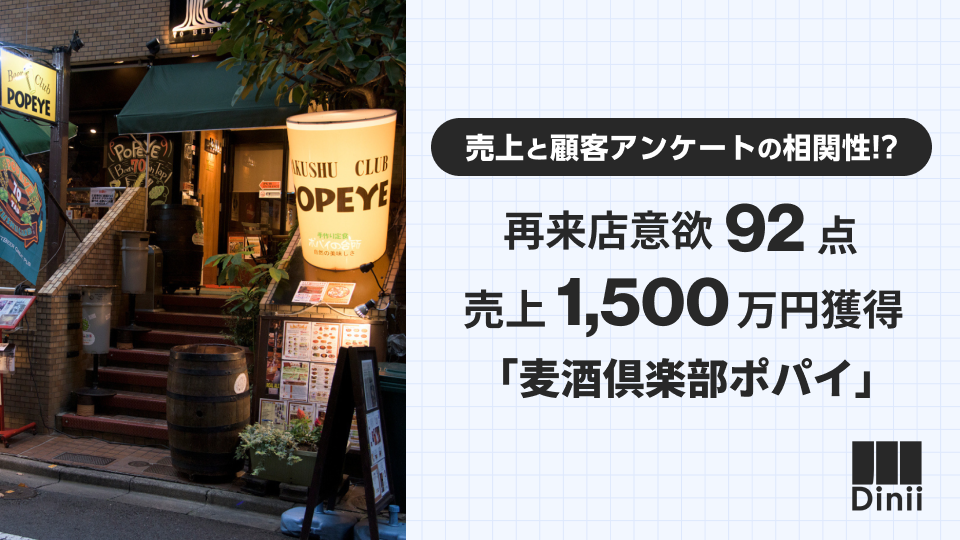 Beer Club
POPEYE
POPEYE
70
KUSHU CLUB
POPEYE
売上と顧客アンケートの相関性!?
再来店意欲 92 点
売上 1,500 万円獲得
「麦酒倶楽部ポパイ」
Dinii